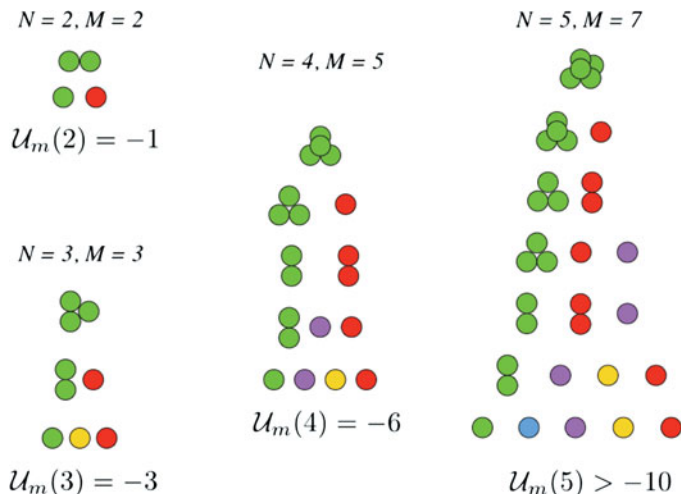 N = 2, M = 2
𝒰ₘ(2) = −1
N = 3, M = 3
𝒰ₘ(3) = −3
N = 4, M = 5
𝒰ₘ(4) = −6
N = 5, M = 7
𝒰ₘ(5) > −10